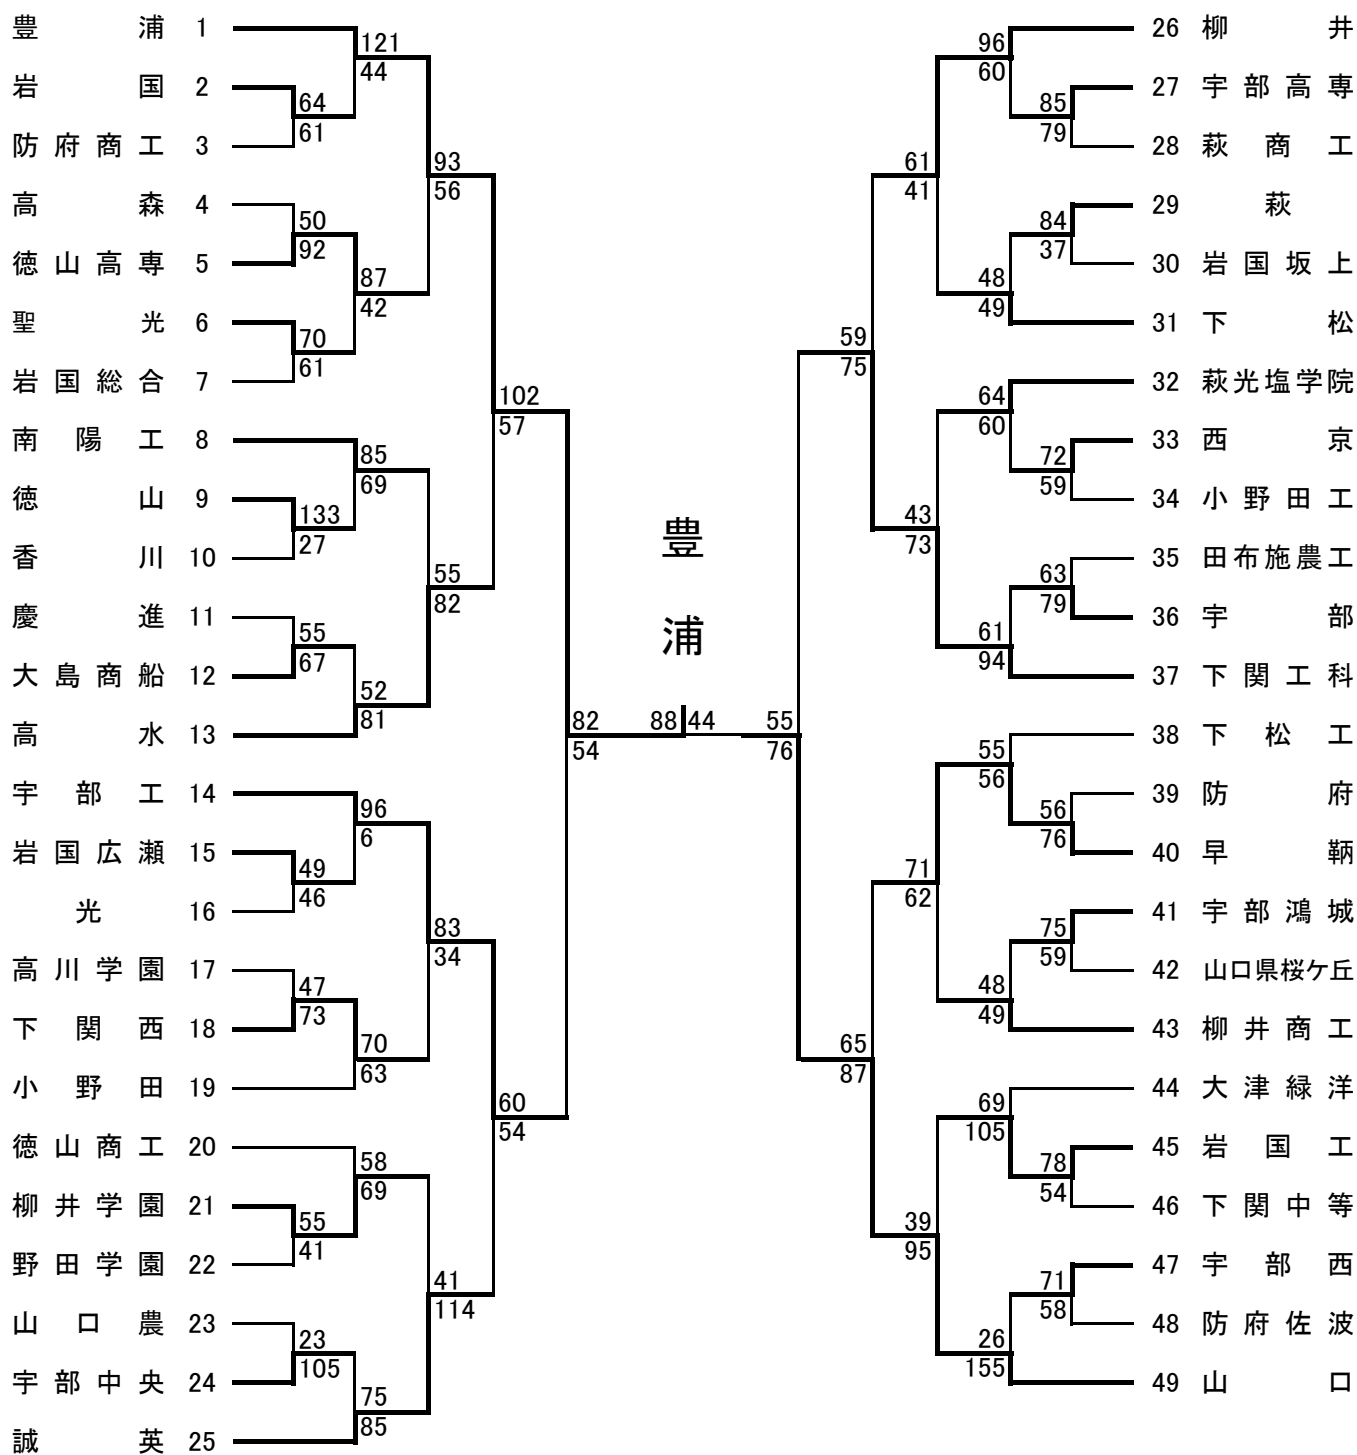 豊浦 1
岩国 2
防府商工 3
高森 4
徳山高専 5
聖光 6
岩国総合 7
南陽工 8
徳山 9
香川 10
慶進 11
大島商船 12
高水 13
宇部工 14
岩国広瀬 15
光 16
高川学園 17
下関西 18
小野田 19
徳山商工 20
柳井学園 21
野田学園 22
山口農 23
宇部中央 24
誠英 25
64
61
50
92
70
61
133
27
55
67
49
46
47
73
55
41
23
105
121
44
87
42
85
69
52
81
96
6
70
63
58
69
75
85
93
56
55
82
83
34
41
114
102
57
60
54
82
54
豊
浦
88 44
55
76
59
75
65
87
61
41
43
73
71
62
39
95
96
60
48
49
64
60
61
94
55
56
48
49
69
105
26
155
85
79
84
37
72
59
63
79
56
76
75
59
78
54
71
58
26 柳井
27 宇部高専
28 萩商工
29 萩
30 岩国坂上
31 下松
32 萩光塩学院
33 西京
34 小野田工
35 田布施農工
36 宇部
37 下関工科
38 下松工
39 防府
40 早鞆
41 宇部鴻城
42 山口県桜ケ丘
43 柳井商工
44 大津緑洋
45 岩国工
46 下関中等
47 宇部西
48 防府佐波
49 山口